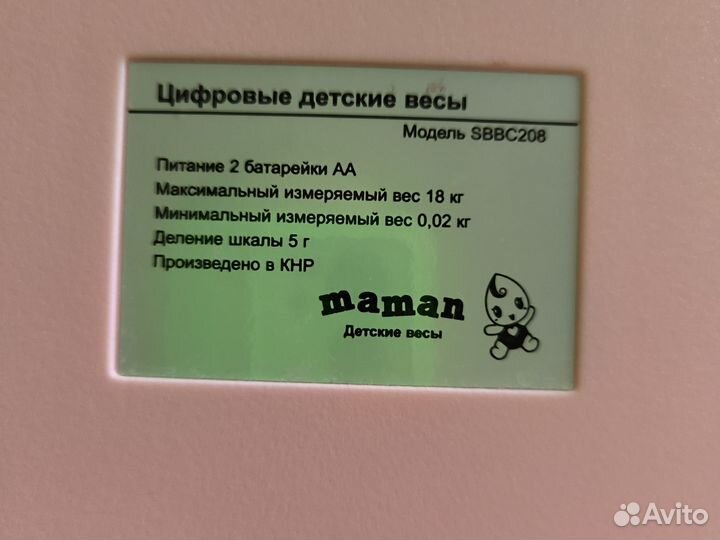 Цифровые детские весы
Модель SBBC208
Питание 2 батарейки АА
Максимальный измеряемый вес 18 кг
Минимальный измеряемый вес 0,02 кг
Деление шкалы 5 г
Произведено в КНР
maman
Детские весы
Avito